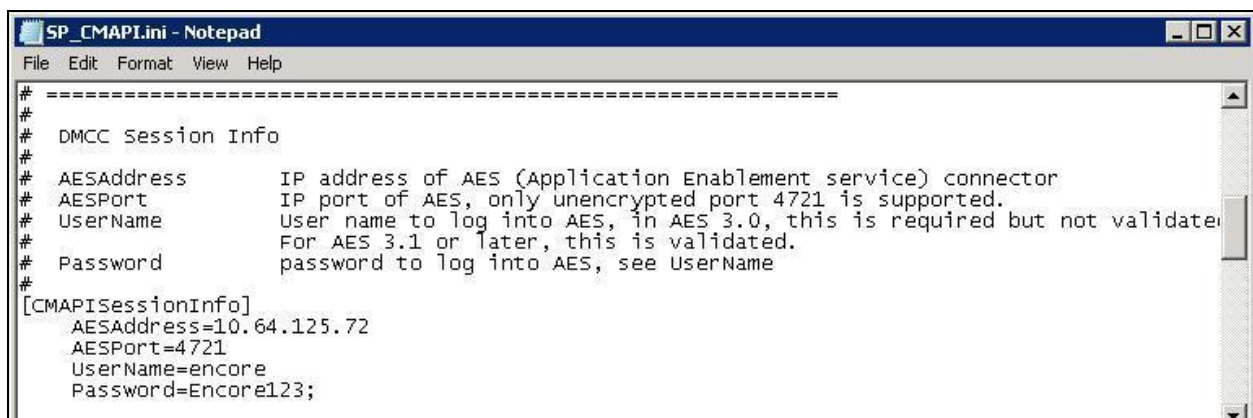 SP_CMAPI.ini - Notepad
File Edit Format View Help
# =============================================================
#
#   DMCC Session Info
#
#   AESAddress        IP address of AES (Application Enablement service) connector
#   AESPort           IP port of AES, only unencrypted port 4721 is supported.
#   UserName          User name to log into AES, in AES 3.0, this is required but not validate
#                     For AES 3.1 or later, this is validated.
#   Password          password to log into AES, see UserName
#
[CMAPISessionInfo]
    AESAddress=10.64.125.72
    AESPort=4721
    UserName=encore
    Password=Encore123;